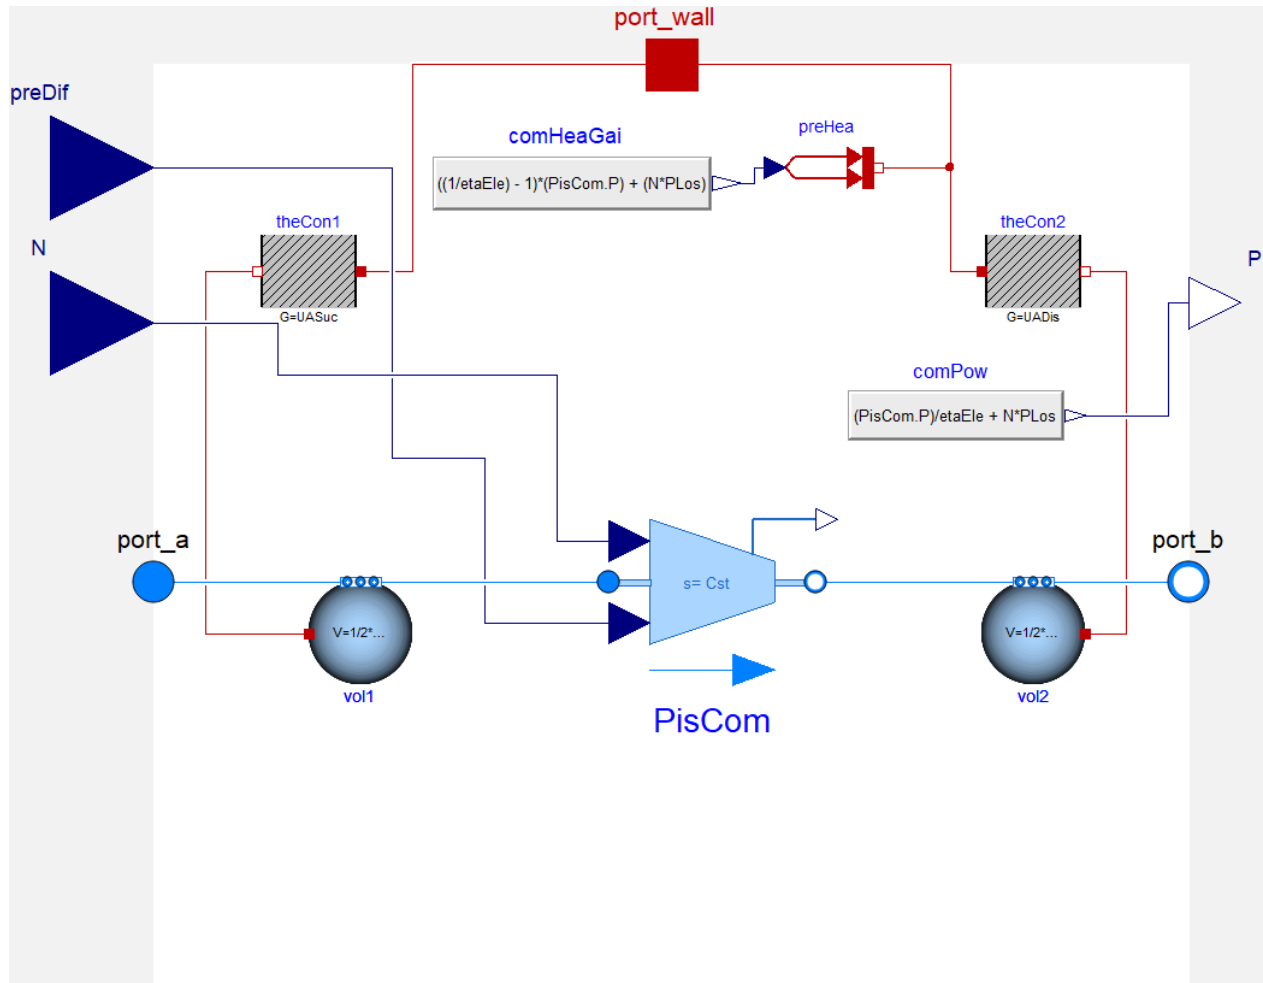 port_wall
preDif
comHeaGai
preHea
((1/etaEle) - 1)*(PisCom.P) + (N*PLos)
theCon1
theCon2
N
P
G=UASuc
G=UADis
comPow
(PisCom.P)/etaEle + N*PLos
port_a
port_b
s= Cst
V=1/2*...
V=1/2*...
vol1
vol2
PisCom